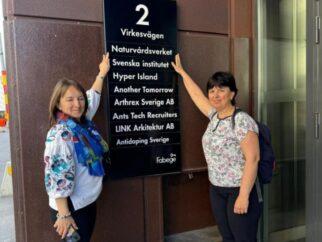 2
Virkesvägen
Naturvårdsverket
Svenska institutet
Hyper Island
Another Tomorrow
Arthrex Sverige AB
Ants Tech Recruiters
LINK Arkitektur AB
Antidoping Sverige
Fabege